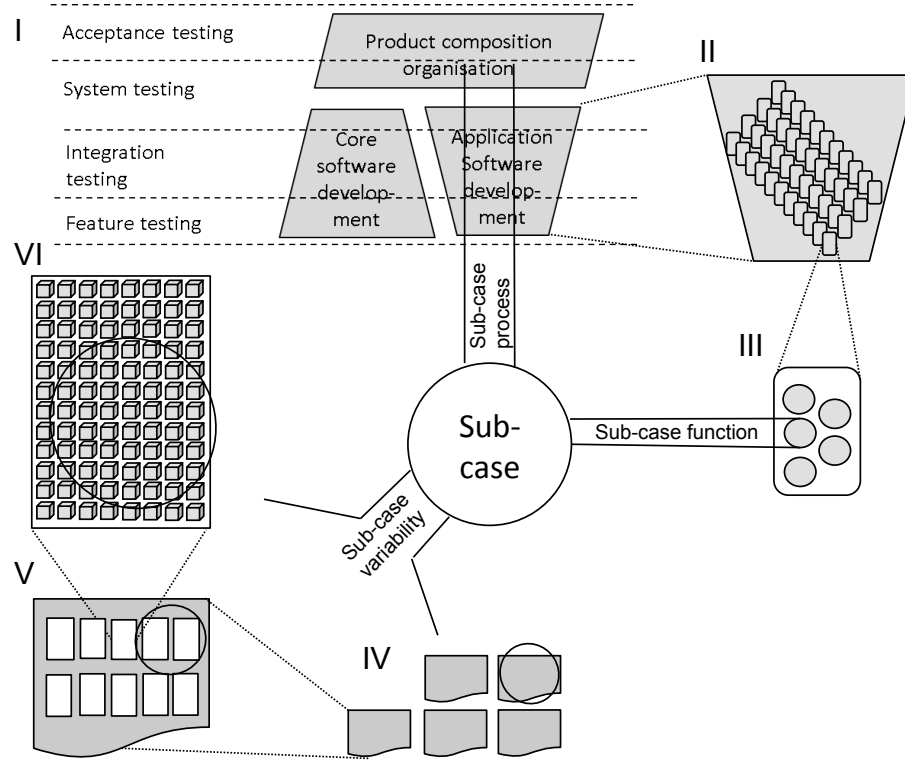 I
Acceptance testing
Product composition
organisation
II
System testing
Core
software
develop-
ment
Application
Software
develop-
ment
Integration
testing
Feature testing
VI
Sub-case
process
III
Sub-
case
Sub-case function
Sub-case
variability
V
IV